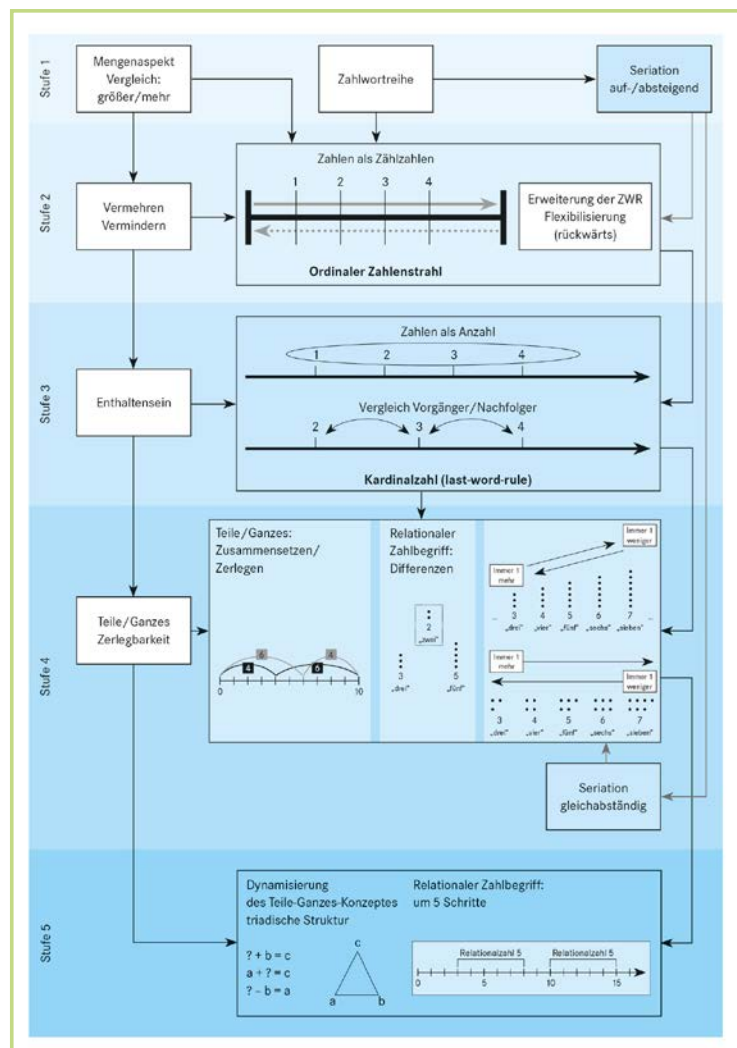 Stufe 1
Mengenaspekt
Vergleich:
größer/mehr
Zahlwortreihe
Seriation
auf-/absteigend
Stufe 2
Vermehren
Vermindern
Zahlen als Zählzahlen
1 2 3 4
Ordinaler Zahlenstrahl
Erweiterung der ZWR
Flexibilisierung
(rückwärts)
Stufe 3
Enthaltensein
Zahlen als Anzahl
1 2 3 4
Vergleich Vorgänger/Nachfolger
2 3 4
Kardinalzahl (last-word-rule)
Stufe 4
Teile/Ganzes
Zerlegbarkeit
Teile/Ganzes:
Zusammensetzen/
Zerlegen
6 4
4 6
0 10
Relationaler
Zahlbegriff:
Differenzen
2
„zwei“
3 5
„drei“ „fünf“
Immer 1
weniger
Immer 1
mehr
... 3 4 5 6 7 ...
„drei“ „vier“ „fünf“ „sechs“ „sieben“
Immer 1
mehr
Immer 1
weniger
3 4 5 6 7
„drei“ „vier“ „fünf“ „sechs“ „sieben“
Seriation
gleichabständig
Stufe 5
Dynamisierung
des Teile-Ganzes-Konzeptes
triadische Struktur
? + b = c
a + ? = c
? – b = a
c
a b
Relationaler Zahlbegriff:
um 5 Schritte
Relationalzahl 5 Relationalzahl 5
0 5 10 15